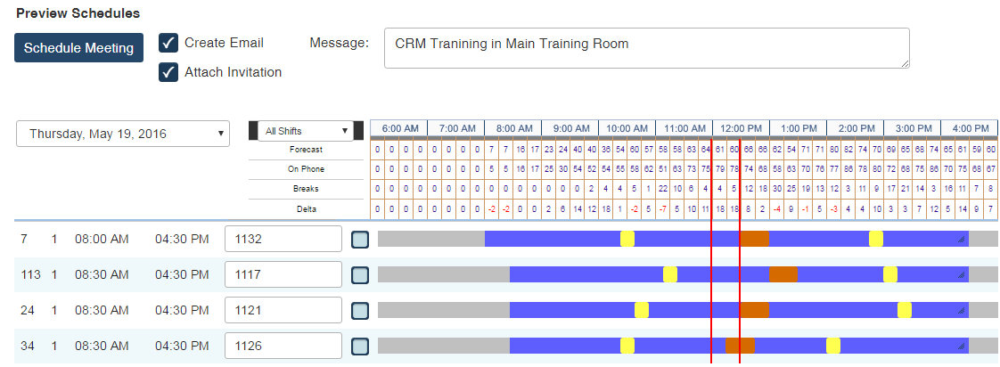 Preview Schedules
Schedule Meeting
Create Email
Message:
CRM Tranining in Main Training Room
Attach Invitation
Thursday, May 19, 2016
All Shifts
6:00 AM 7:00 AM 8:00 AM 9:00 AM 10:00 AM 11:00 AM 12:00 PM 1:00 PM 2:00 PM 3:00 PM 4:00 PM
Forecast 0 0 0 0 0 0 0 0 7 7 16 17 23 24 40 40 36 54 60 57 58 58 63 64 61 60 66 66 62 54 71 71 80 82 74 70 69 65 68 74 65 61 59 60
On Phone 0 0 0 0 0 0 0 0 5 5 16 17 25 30 54 52 54 55 58 62 51 63 73 75 79 78 74 68 58 63 70 76 77 71 78 80 72 68 75 86 70 75 68 67
Breaks 0 0 0 0 0 0 0 0 0 0 0 0 0 0 0 2 4 4 5 1 22 10 6 4 4 5 12 18 30 25 19 13 12 3 11 9 17 21 14 3 16 11 7 8
Delta 0 0 0 0 0 0 0 0 -2 -2 0 0 2 6 14 12 18 1 -2 5 -7 5 10 11 18 18 8 2 -4 9 -1 5 -3 4 4 10 3 3 7 12 5 14 9 7
7 1 08:00 AM 04:30 PM 1132
113 1 08:30 AM 04:30 PM 1117
24 1 08:30 AM 04:30 PM 1121
34 1 08:30 AM 04:30 PM 1126